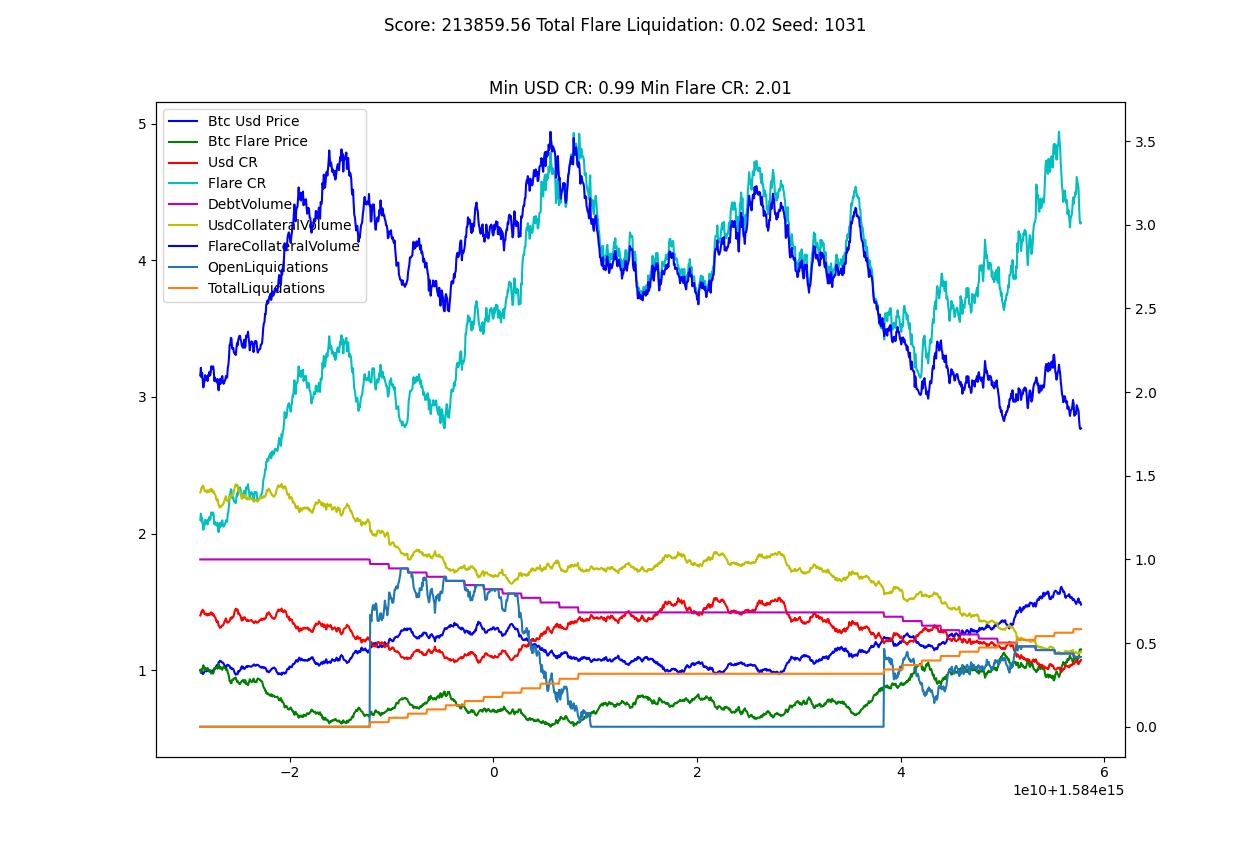 Score: 213859.56 Total Flare Liquidation: 0.02 Seed: 1031
Min USD CR: 0.99 Min Flare CR: 2.01
Btc Usd Price
Btc Flare Price
Usd CR
Flare CR
DebtVolume
UsdCollateralVolume
FlareCollateralVolume
OpenLiquidations
TotalLiquidations
5
4
3
2
1
3.5
3.0
2.5
2.0
1.5
1.0
0.5
0.0
−2 0 2 4 6
1e10+1.584e15